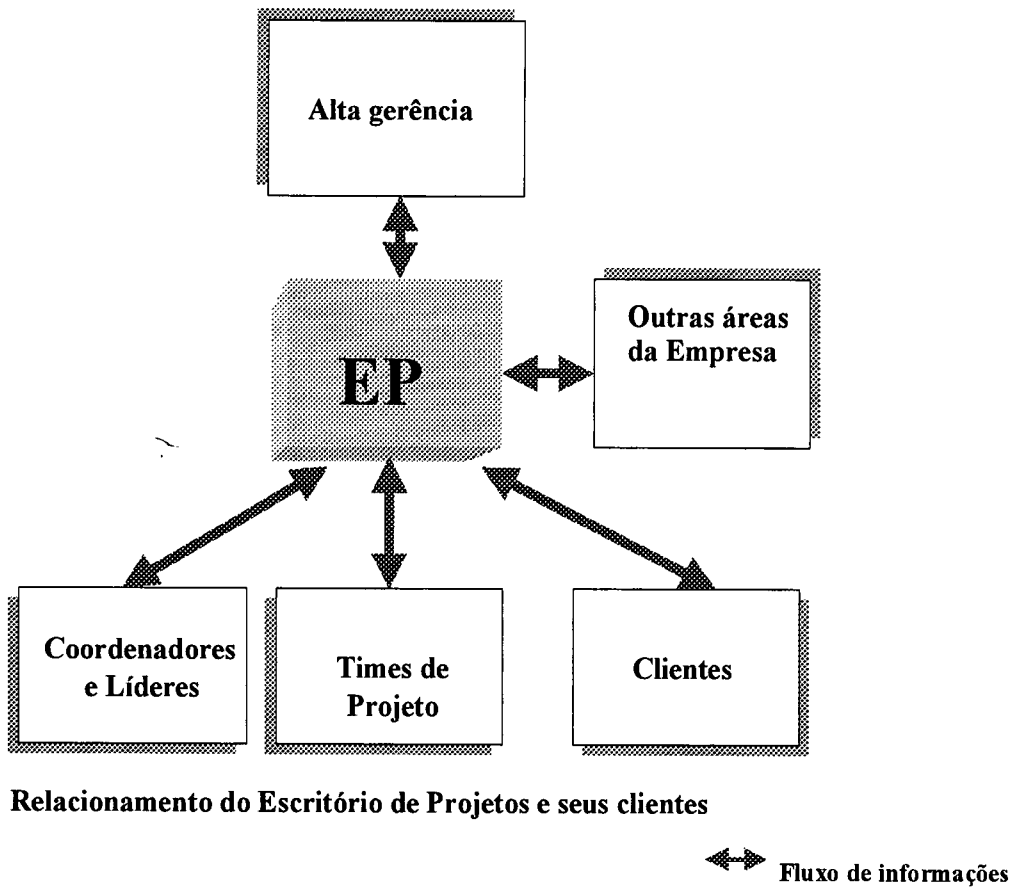 Alta gerência
EP
Outras áreas
da Empresa
Coordenadores
e Líderes
Times de
Projeto
Clientes
Relacionamento do Escritório de Projetos e seus clientes
Fluxo de informações